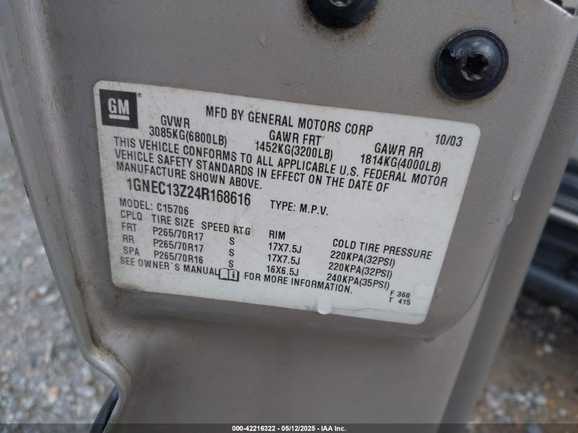 GM
MFD BY GENERAL MOTORS CORP 10/03
GVWR GAWR FRT GAWR RR
3085KG(6800LB) 1452KG(3200LB) 1814KG(4000LB)
THIS VEHICLE CONFORMS TO ALL APPLICABLE U.S. FEDERAL MOTOR
VEHICLE SAFETY STANDARDS IN EFFECT ON THE DATE OF
MANUFACTURE SHOWN ABOVE.
1GNEC13Z24R168616 TYPE: M.P.V.
MODEL: C15706
CPLQ TIRE SIZE SPEED RTG RIM COLD TIRE PRESSURE
FRT P265/70R17 S 17X7.5J 220KPA(32PSI)
RR P265/70R17 S 17X7.5J 220KPA(32PSI)
SPA P265/70R16 S 16X6.5J 240KPA(35PSI)
SEE OWNER'S MANUAL FOR MORE INFORMATION.
F 368
T 415
000-42216322 - 05/12/2025 - IAA Inc.